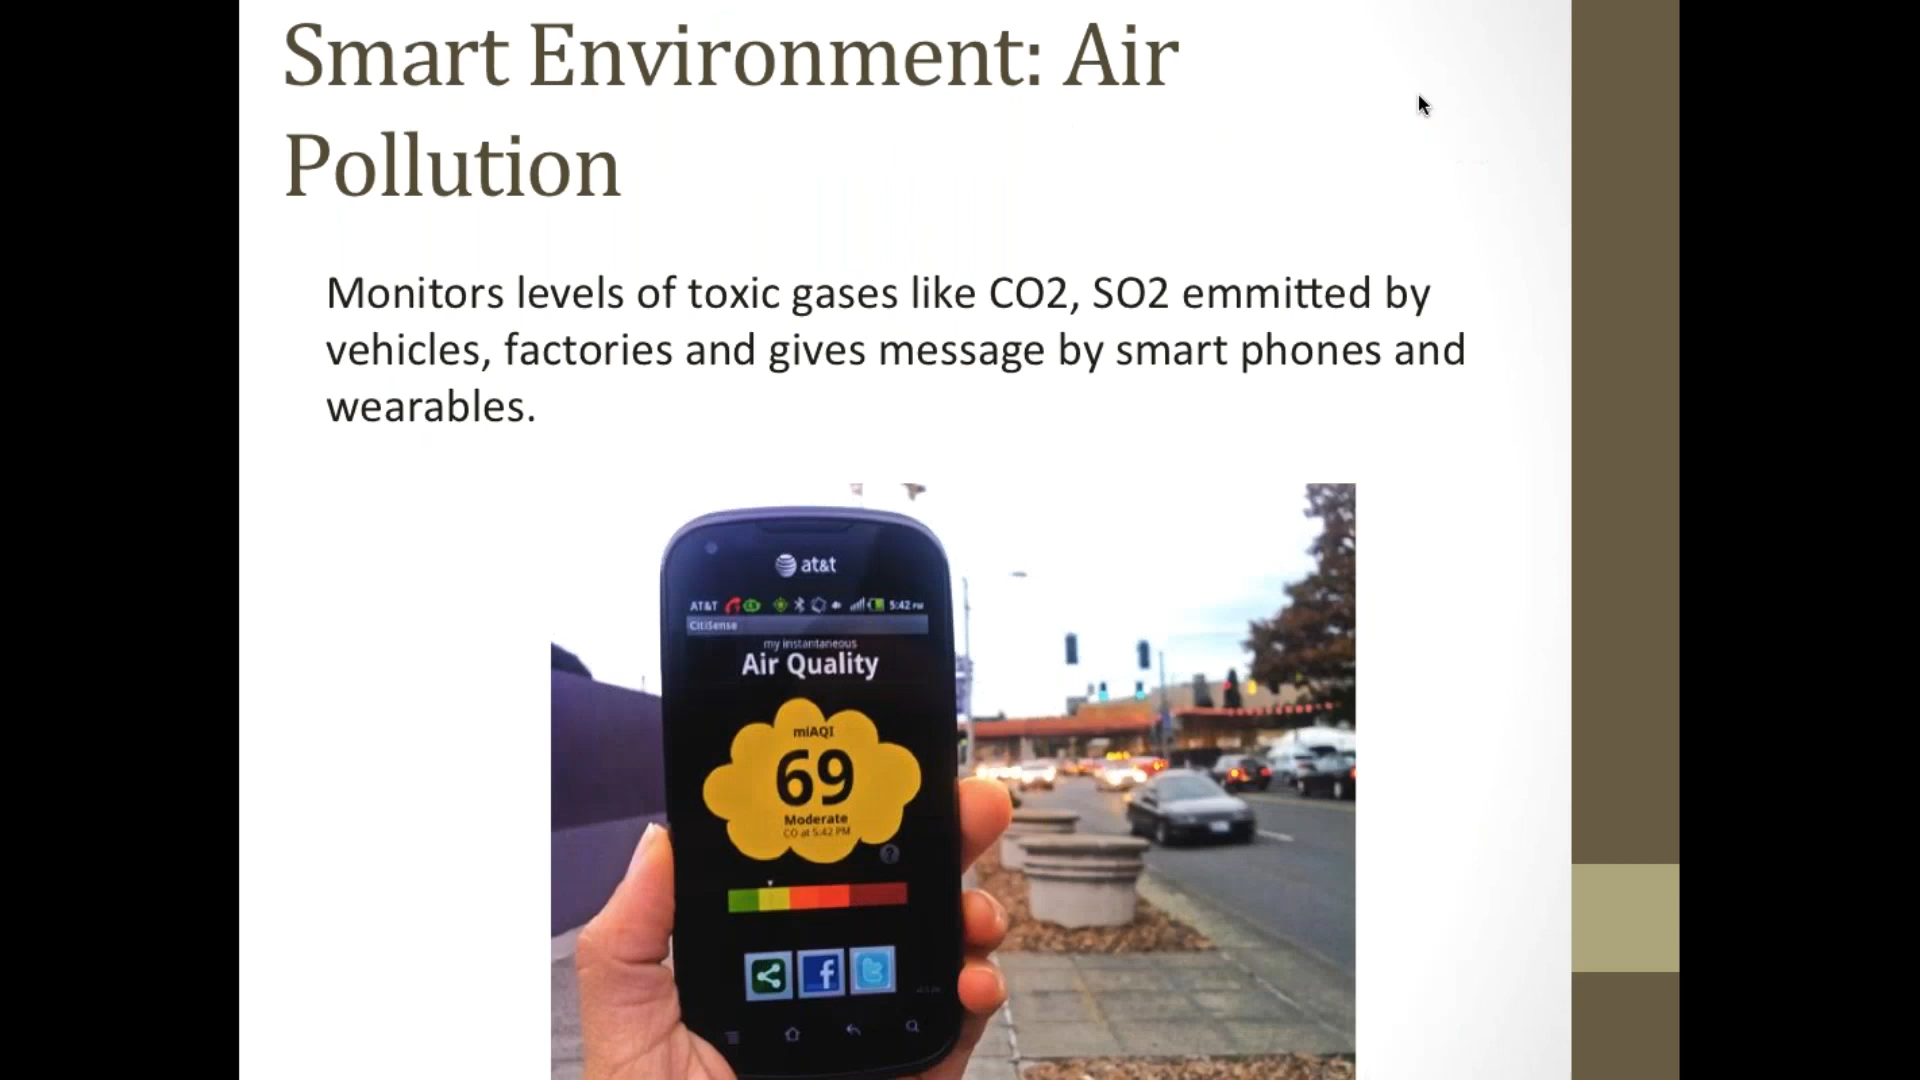 Smart Environment: Air
Pollution
Monitors levels of toxic gases like CO2, SO2 emmitted by
vehicles, factories and gives message by smart phones and
wearables.
at&t
AT&T 5:42 PM
CitiSense
my instantaneous
Air Quality
miAQI
69
Moderate
CO at 5:42 PM
?